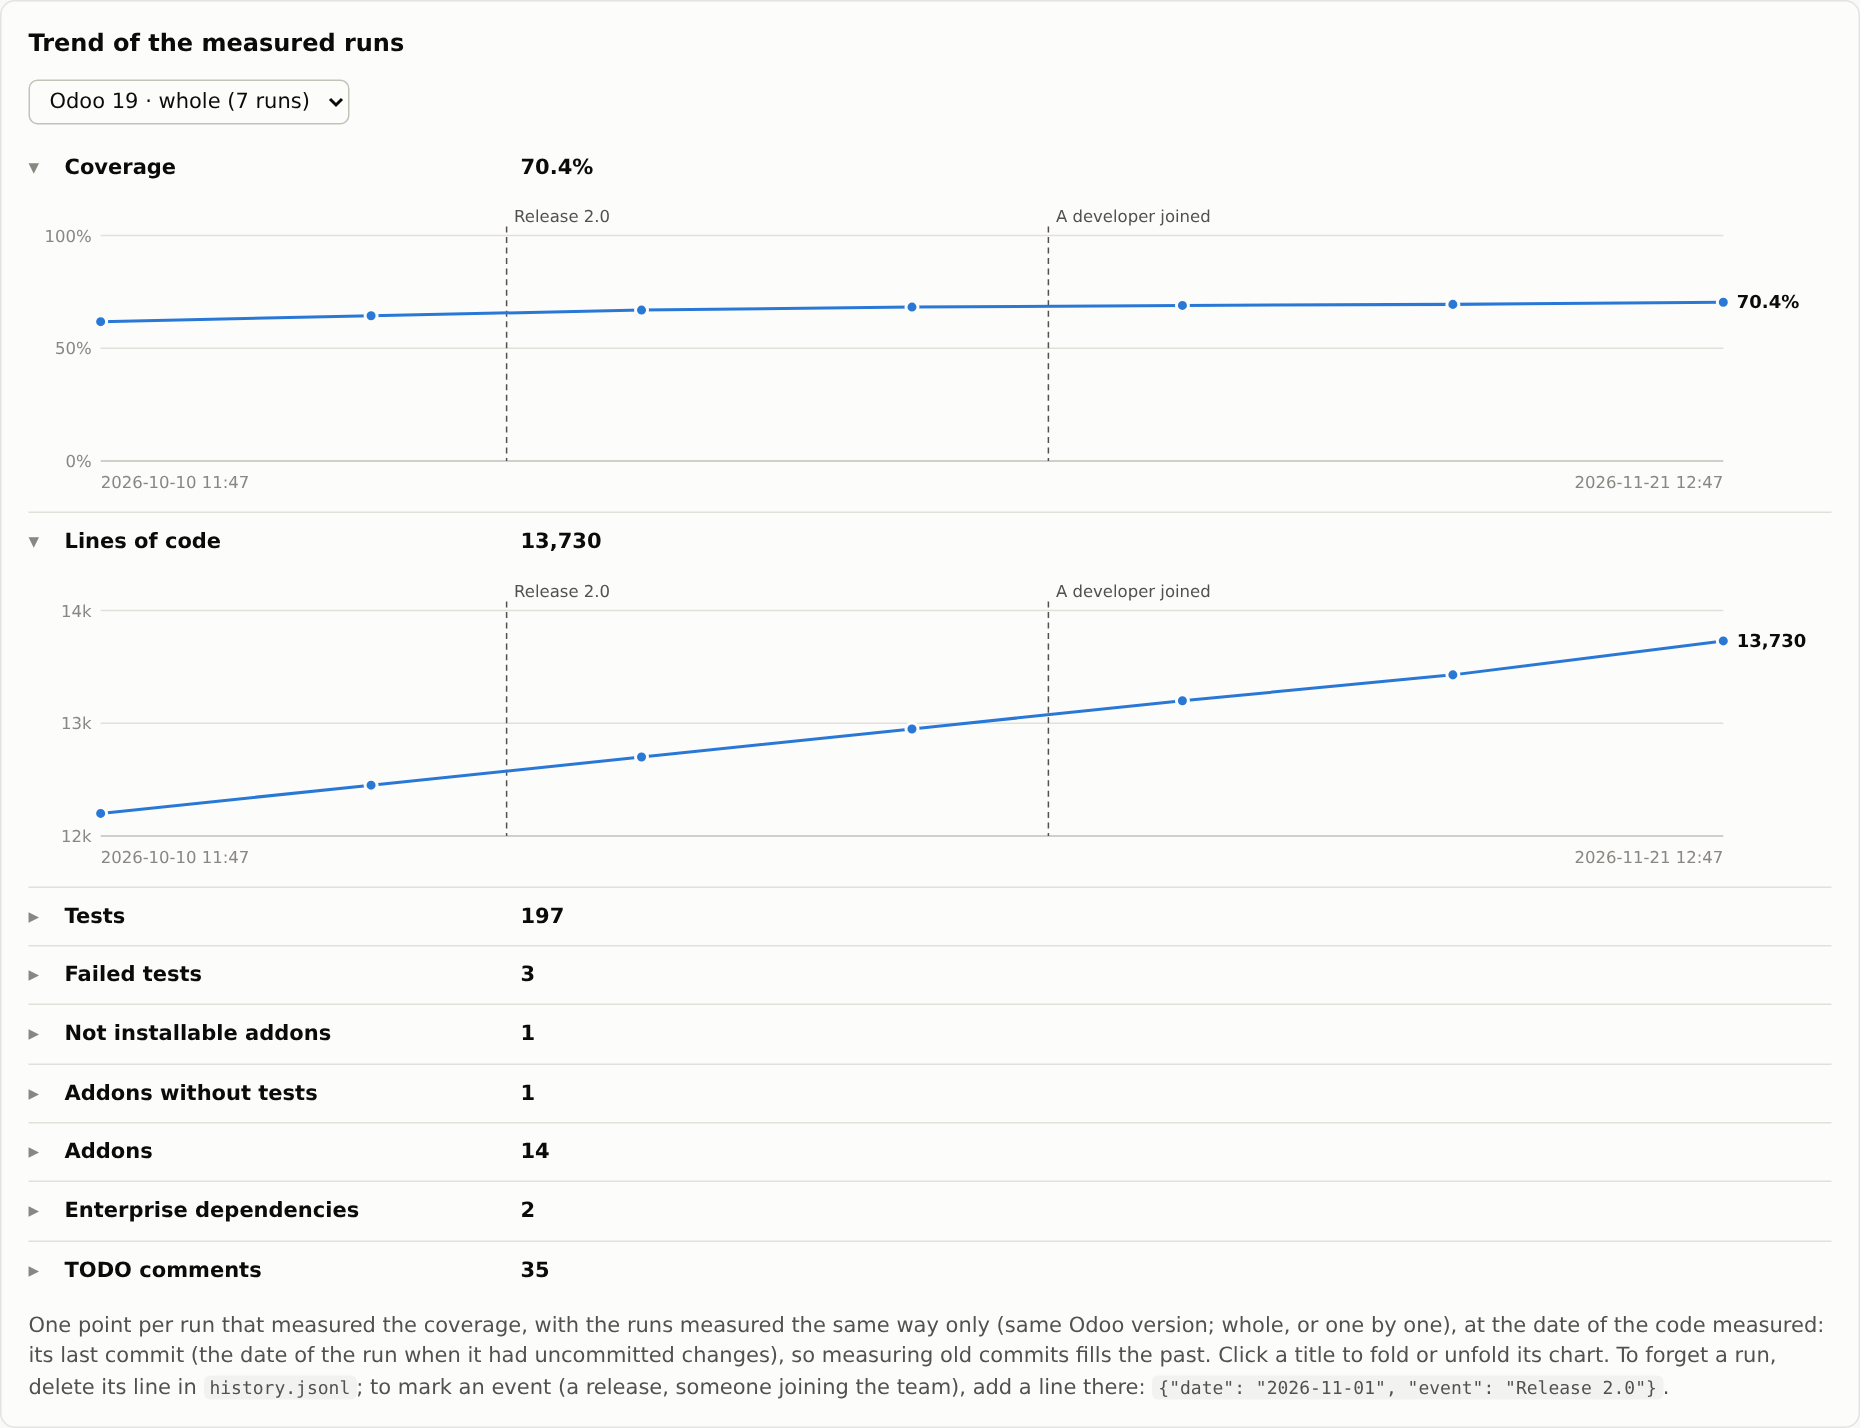 Trend of the measured runs
Odoo 19 · whole (7 runs)
Coverage 70.4%
Release 2.0 A developer joined
100%
70.4%
50%
0%
2026-10-10 11:47 2026-11-21 12:47
Lines of code 13,730
Release 2.0 A developer joined
14k
13,730
13k
12k
2026-10-10 11:47 2026-11-21 12:47
Tests 197
Failed tests 3
Not installable addons 1
Addons without tests 1
Addons 14
Enterprise dependencies 2
TODO comments 35
One point per run that measured the coverage, with the runs measured the same way only (same Odoo version; whole, or one by one), at the date of the code measured:
its last commit (the date of the run when it had uncommitted changes), so measuring old commits fills the past. Click a title to fold or unfold its chart. To forget a run,
delete its line in history.jsonl; to mark an event (a release, someone joining the team), add a line there: {"date": "2026-11-01", "event": "Release 2.0"}.